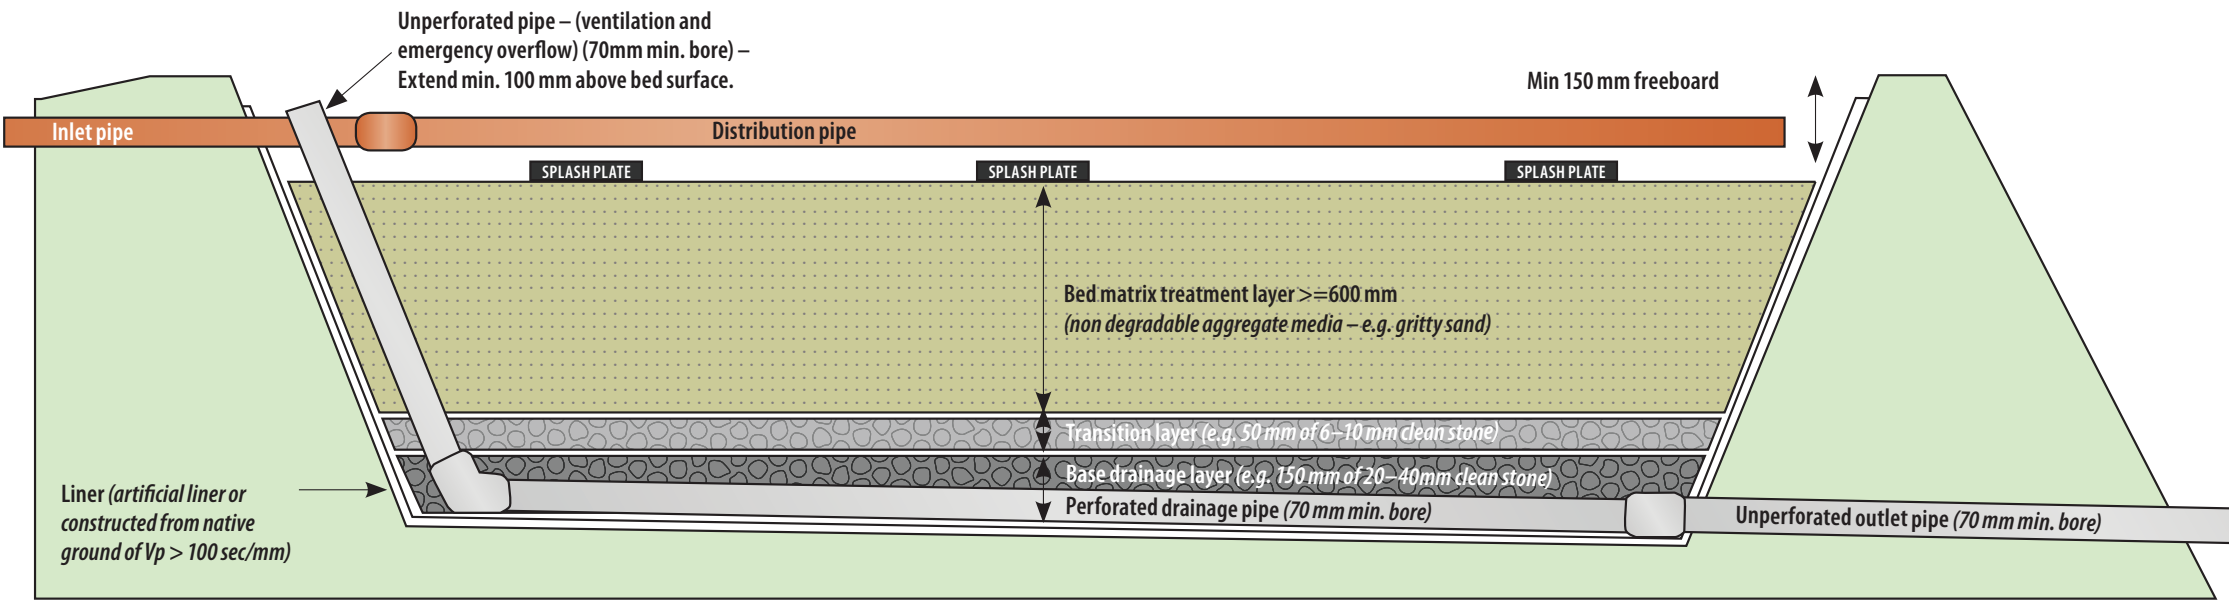 Unperforated pipe – (ventilation and
emergency overflow) (70mm min. bore) –
Extend min. 100 mm above bed surface.
Min 150 mm freeboard
Inlet pipe
Distribution pipe
SPLASH PLATE
SPLASH PLATE
SPLASH PLATE
Bed matrix treatment layer >=600 mm
(non degradable aggregate media – e.g. gritty sand)
Transition layer (e.g. 50 mm of 6–10 mm clean stone)
Base drainage layer (e.g. 150 mm of 20–40mm clean stone)
Perforated drainage pipe (70 mm min. bore)
Liner (artificial liner or
constructed from native
ground of Vp > 100 sec/mm)
Unperforated outlet pipe (70 mm min. bore)